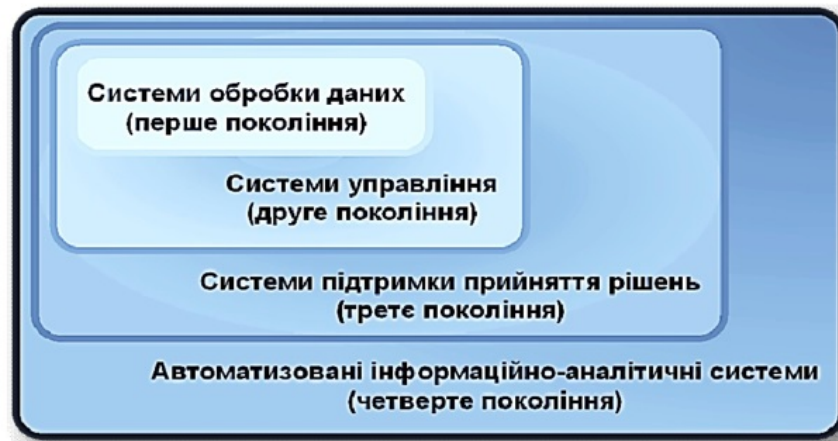 Системи обробки даних
(перше покоління)
Системи управління
(друге покоління)
Системи підтримки прийняття рішень
(третє покоління)
Автоматизовані інформаційно-аналітичні системи
(четверте покоління)